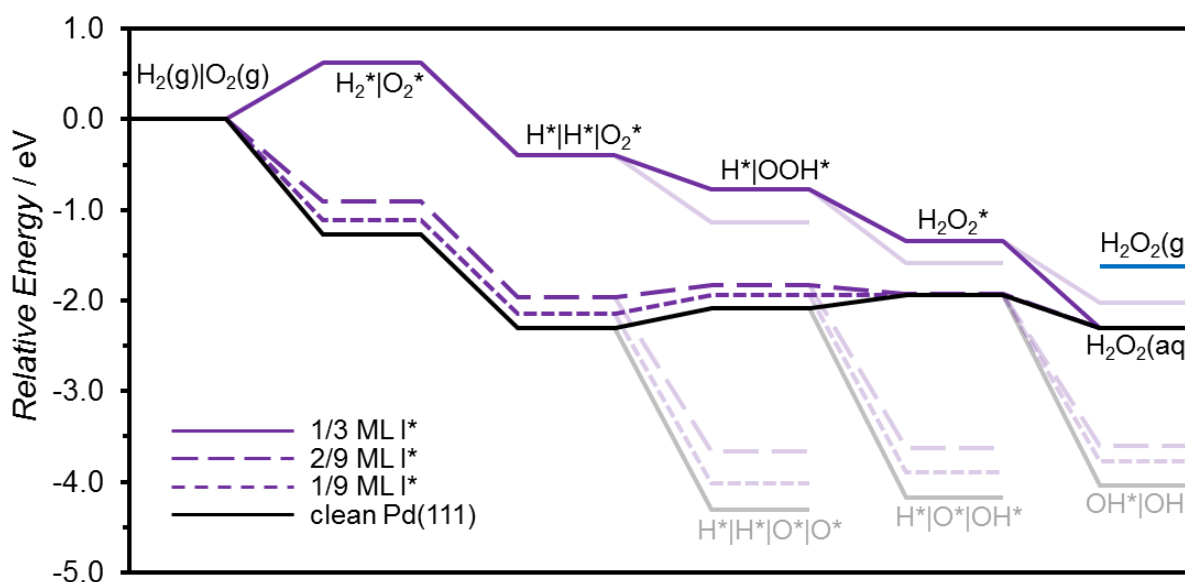 1.0
0.0
-1.0
-2.0
-3.0
-4.0
-5.0
Relative Energy / eV
H₂(g)|O₂(g)
H₂*|O₂*
H*|H*|O₂*
H*|OOH*
H₂O₂*
H₂O₂(g
H₂O₂(aq
1/3 ML I*
2/9 ML I*
1/9 ML I*
clean Pd(111)
H*|H*|O*|O*
H*|O*|OH*
OH*|OH